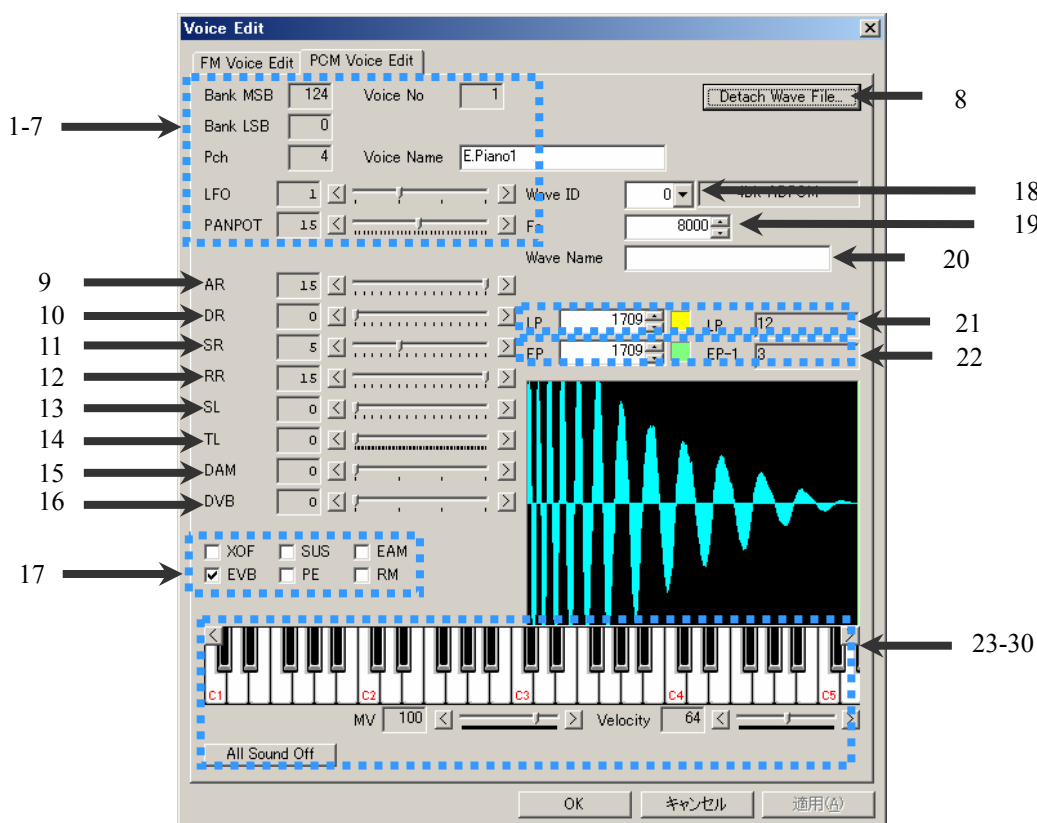 Voice Edit
FM Voice Edit PCM Voice Edit
Bank MSB 124 Voice No 1
Detach Wave File... 8
1-7
Bank LSB 0
Pch 4 Voice Name E.Piano1
LFO 1 Wave ID 0 4bit ADPCM 18
PANPOT 15 Fs 8000 19
Wave Name 20
9 AR 15
10 DR 0 LP 1709 LP 12 21
11 SR 5 EP 1709 EP-1 3 22
12 RR 15
13 SL 0
14 TL 0
15 DAM 0
16 DVB 0
XOF SUS EAM
17 EVB PE RM
23-30
C1 C2 C3 C4 C5
MV 100 Velocity 64
All Sound Off
OK キャンセル 適用(A)